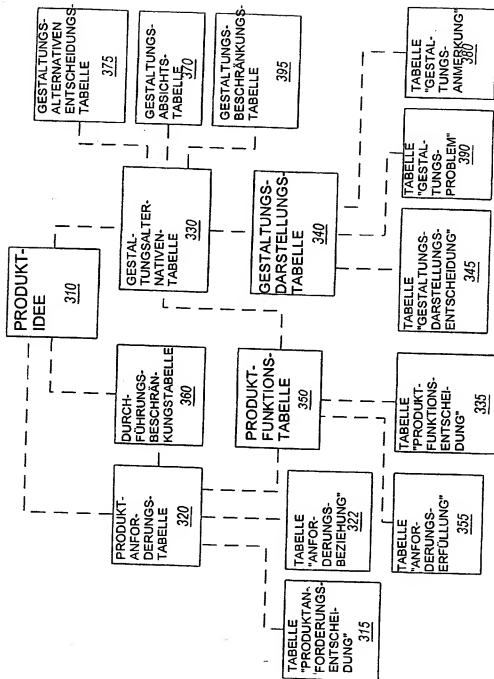 PRODUKT-
IDEE
310
PRODUKT-
ANFOR-
DERUNGS-
TABELLE
320
DURCH-
FÜHRUNGS-
BESCHRÄN-
KUNGSTABELLE
360
GESTAL-
TUNGSALTER-
NATIVEN-
TABELLE
330
GESTALTUNGS-
ALTERNATIVEN
ENTSCHEIDUNGS-
TABELLE
375
GESTALTUNGS-
ABSICHTS-
TABELLE
370
GESTALTUNGS-
BESCHRÄNKUNGS-
TABELLE
395
TABELLE
"PRODUKTAN-
FORDERUNGS-
ENTSCHEI-
DUNG"
315
TABELLE
"ANFOR-
DERUNGS-
BEZIEHUNG"
322
PRODUKT-
FUNKTIONS-
TABELLE
350
GESTALTUNGS-
DARSTELLUNGS-
TABELLE
340
TABELLE
"ANFOR-
DERUNGS-
ERFÜLLUNG"
355
TABELLE
"PRODUKT-
FUNKTIONS-
ENTSCHEI-
DUNG"
335
TABELLE
"GESTALTUNGS-
DARSTELLUNGS-
ENTSCHEIDUNG"
345
TABELLE
"GESTAL-
TUNGS-
PROBLEM"
390
TABELLE
"GESTAL-
TUNGS-
ANMERKUNG"
380